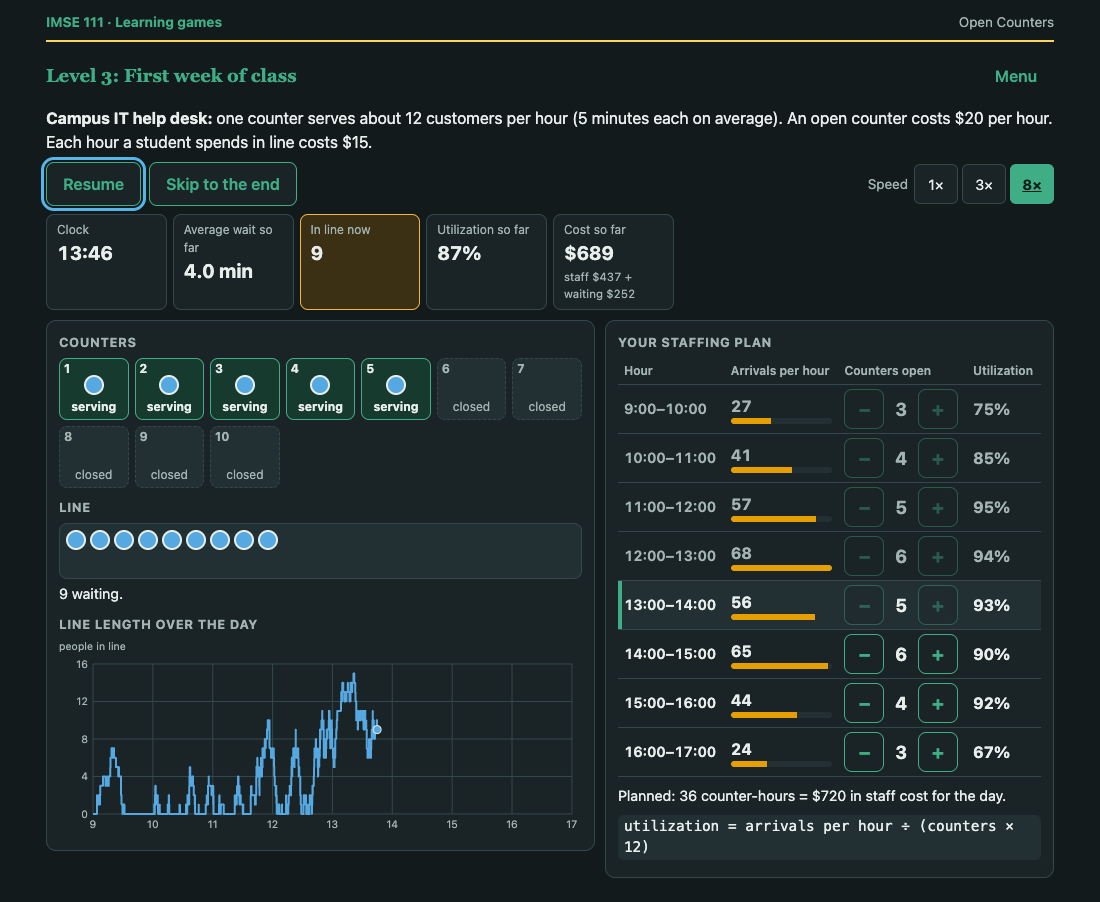 IMSE 111 · Learning games
Open Counters
Level 3: First week of class
Menu
Campus IT help desk: one counter serves about 12 customers per hour (5 minutes each on average). An open counter costs $20 per hour.
Each hour a student spends in line costs $15.
Resume
Skip to the end
Speed
1×
3×
8×
Clock
13:46
Average wait so
far
4.0 min
In line now
9
Utilization so far
87%
Cost so far
$689
staff $437 +
waiting $252
COUNTERS
1
serving
2
serving
3
serving
4
serving
5
serving
6
closed
7
closed
8
closed
9
closed
10
closed
LINE
9 waiting.
LINE LENGTH OVER THE DAY
people in line
16
12
8
4
0
9 10 11 12 13 14 15 16 17
YOUR STAFFING PLAN
Hour Arrivals per hour Counters open Utilization
9:00–10:00 27 − 3 + 75%
10:00–11:00 41 − 4 + 85%
11:00–12:00 57 − 5 + 95%
12:00–13:00 68 − 6 + 94%
13:00–14:00 56 − 5 + 93%
14:00–15:00 65 − 6 + 90%
15:00–16:00 44 − 4 + 92%
16:00–17:00 24 − 3 + 67%
Planned: 36 counter-hours = $720 in staff cost for the day.
utilization = arrivals per hour ÷ (counters ×
12)